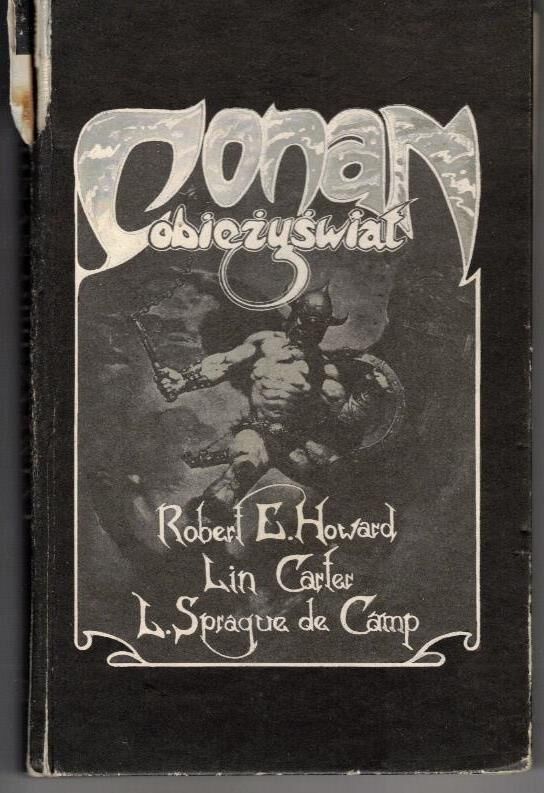 Conan
obieżyświat
Robert E. Howard
Lin Carter
L. Sprague de Camp